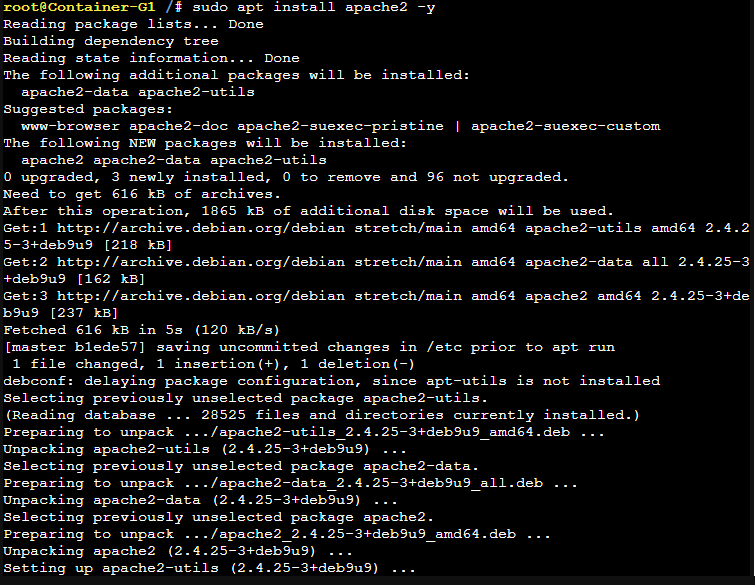 root@Container-G1 /# sudo apt install apache2 -y
Reading package lists... Done
Building dependency tree
Reading state information... Done
The following additional packages will be installed:
  apache2-data apache2-utils
Suggested packages:
  www-browser apache2-doc apache2-suexec-pristine | apache2-suexec-custom
The following NEW packages will be installed:
  apache2 apache2-data apache2-utils
0 upgraded, 3 newly installed, 0 to remove and 96 not upgraded.
Need to get 616 kB of archives.
After this operation, 1865 kB of additional disk space will be used.
Get:1 http://archive.debian.org/debian stretch/main amd64 apache2-utils amd64 2.4.2
5-3+deb9u9 [218 kB]
Get:2 http://archive.debian.org/debian stretch/main amd64 apache2-data all 2.4.25-3
+deb9u9 [162 kB]
Get:3 http://archive.debian.org/debian stretch/main amd64 apache2 amd64 2.4.25-3+de
b9u9 [237 kB]
Fetched 616 kB in 5s (120 kB/s)
[master b1ede57] saving uncommitted changes in /etc prior to apt run
 1 file changed, 1 insertion(+), 1 deletion(-)
debconf: delaying package configuration, since apt-utils is not installed
Selecting previously unselected package apache2-utils.
(Reading database ... 28525 files and directories currently installed.)
Preparing to unpack .../apache2-utils_2.4.25-3+deb9u9_amd64.deb ...
Unpacking apache2-utils (2.4.25-3+deb9u9) ...
Selecting previously unselected package apache2-data.
Preparing to unpack .../apache2-data_2.4.25-3+deb9u9_all.deb ...
Unpacking apache2-data (2.4.25-3+deb9u9) ...
Selecting previously unselected package apache2.
Preparing to unpack .../apache2_2.4.25-3+deb9u9_amd64.deb ...
Unpacking apache2 (2.4.25-3+deb9u9) ...
Setting up apache2-utils (2.4.25-3+deb9u9) ...